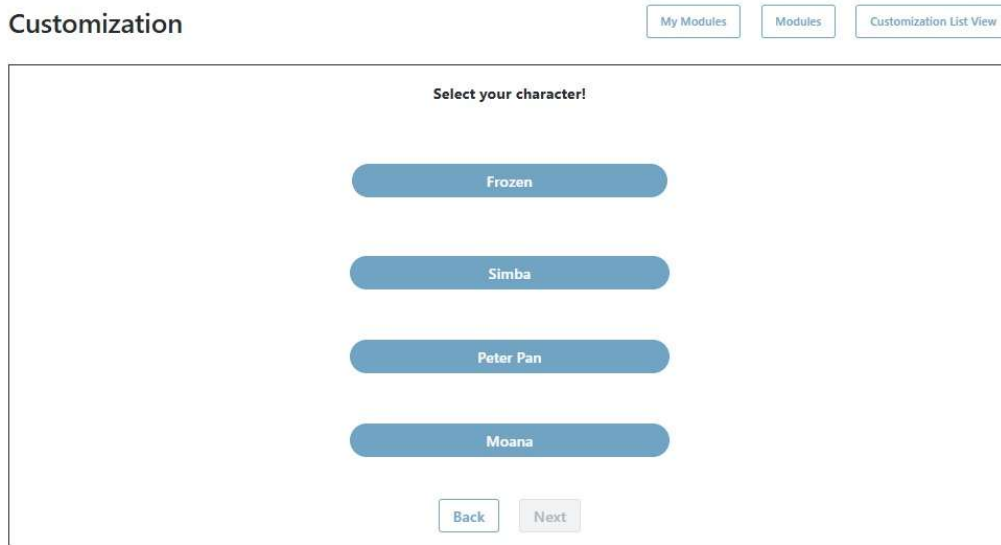 Customization
My Modules
Modules
Customization List View
Select your character!
Frozen
Simba
Peter Pan
Moana
Back
Next